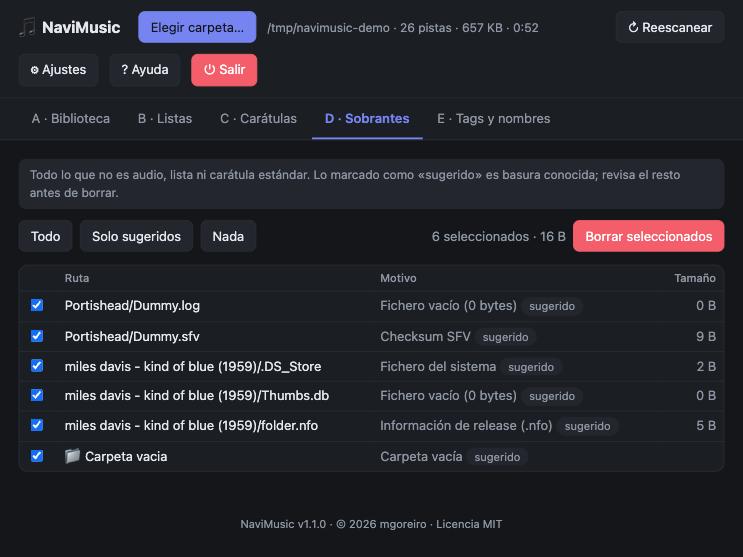 NaviMusic Elegir carpeta... /tmp/navimusic-demo · 26 pistas · 657 KB · 0:52 ↻ Reescanear
⚙ Ajustes ? Ayuda ⏻ Salir
A · Biblioteca B · Listas C · Carátulas D · Sobrantes E · Tags y nombres
Todo lo que no es audio, lista ni carátula estándar. Lo marcado como «sugerido» es basura conocida; revisa el resto
antes de borrar.
Todo Solo sugeridos Nada 6 seleccionados · 16 B Borrar seleccionados
Ruta Motivo Tamaño
Portishead/Dummy.log Fichero vacío (0 bytes) sugerido 0 B
Portishead/Dummy.sfv Checksum SFV sugerido 9 B
miles davis - kind of blue (1959)/.DS_Store Fichero del sistema sugerido 2 B
miles davis - kind of blue (1959)/Thumbs.db Fichero vacío (0 bytes) sugerido 0 B
miles davis - kind of blue (1959)/folder.nfo Información de release (.nfo) sugerido 5 B
Carpeta vacia Carpeta vacía sugerido
NaviMusic v1.1.0 · © 2026 mgoreiro · Licencia MIT